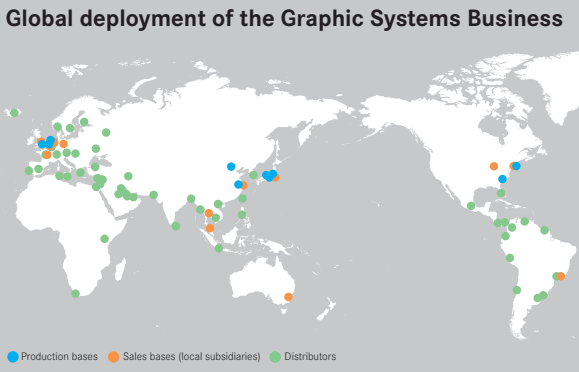 Global deployment of the Graphic Systems Business
Production bases Sales bases (local subsidiaries) Distributors